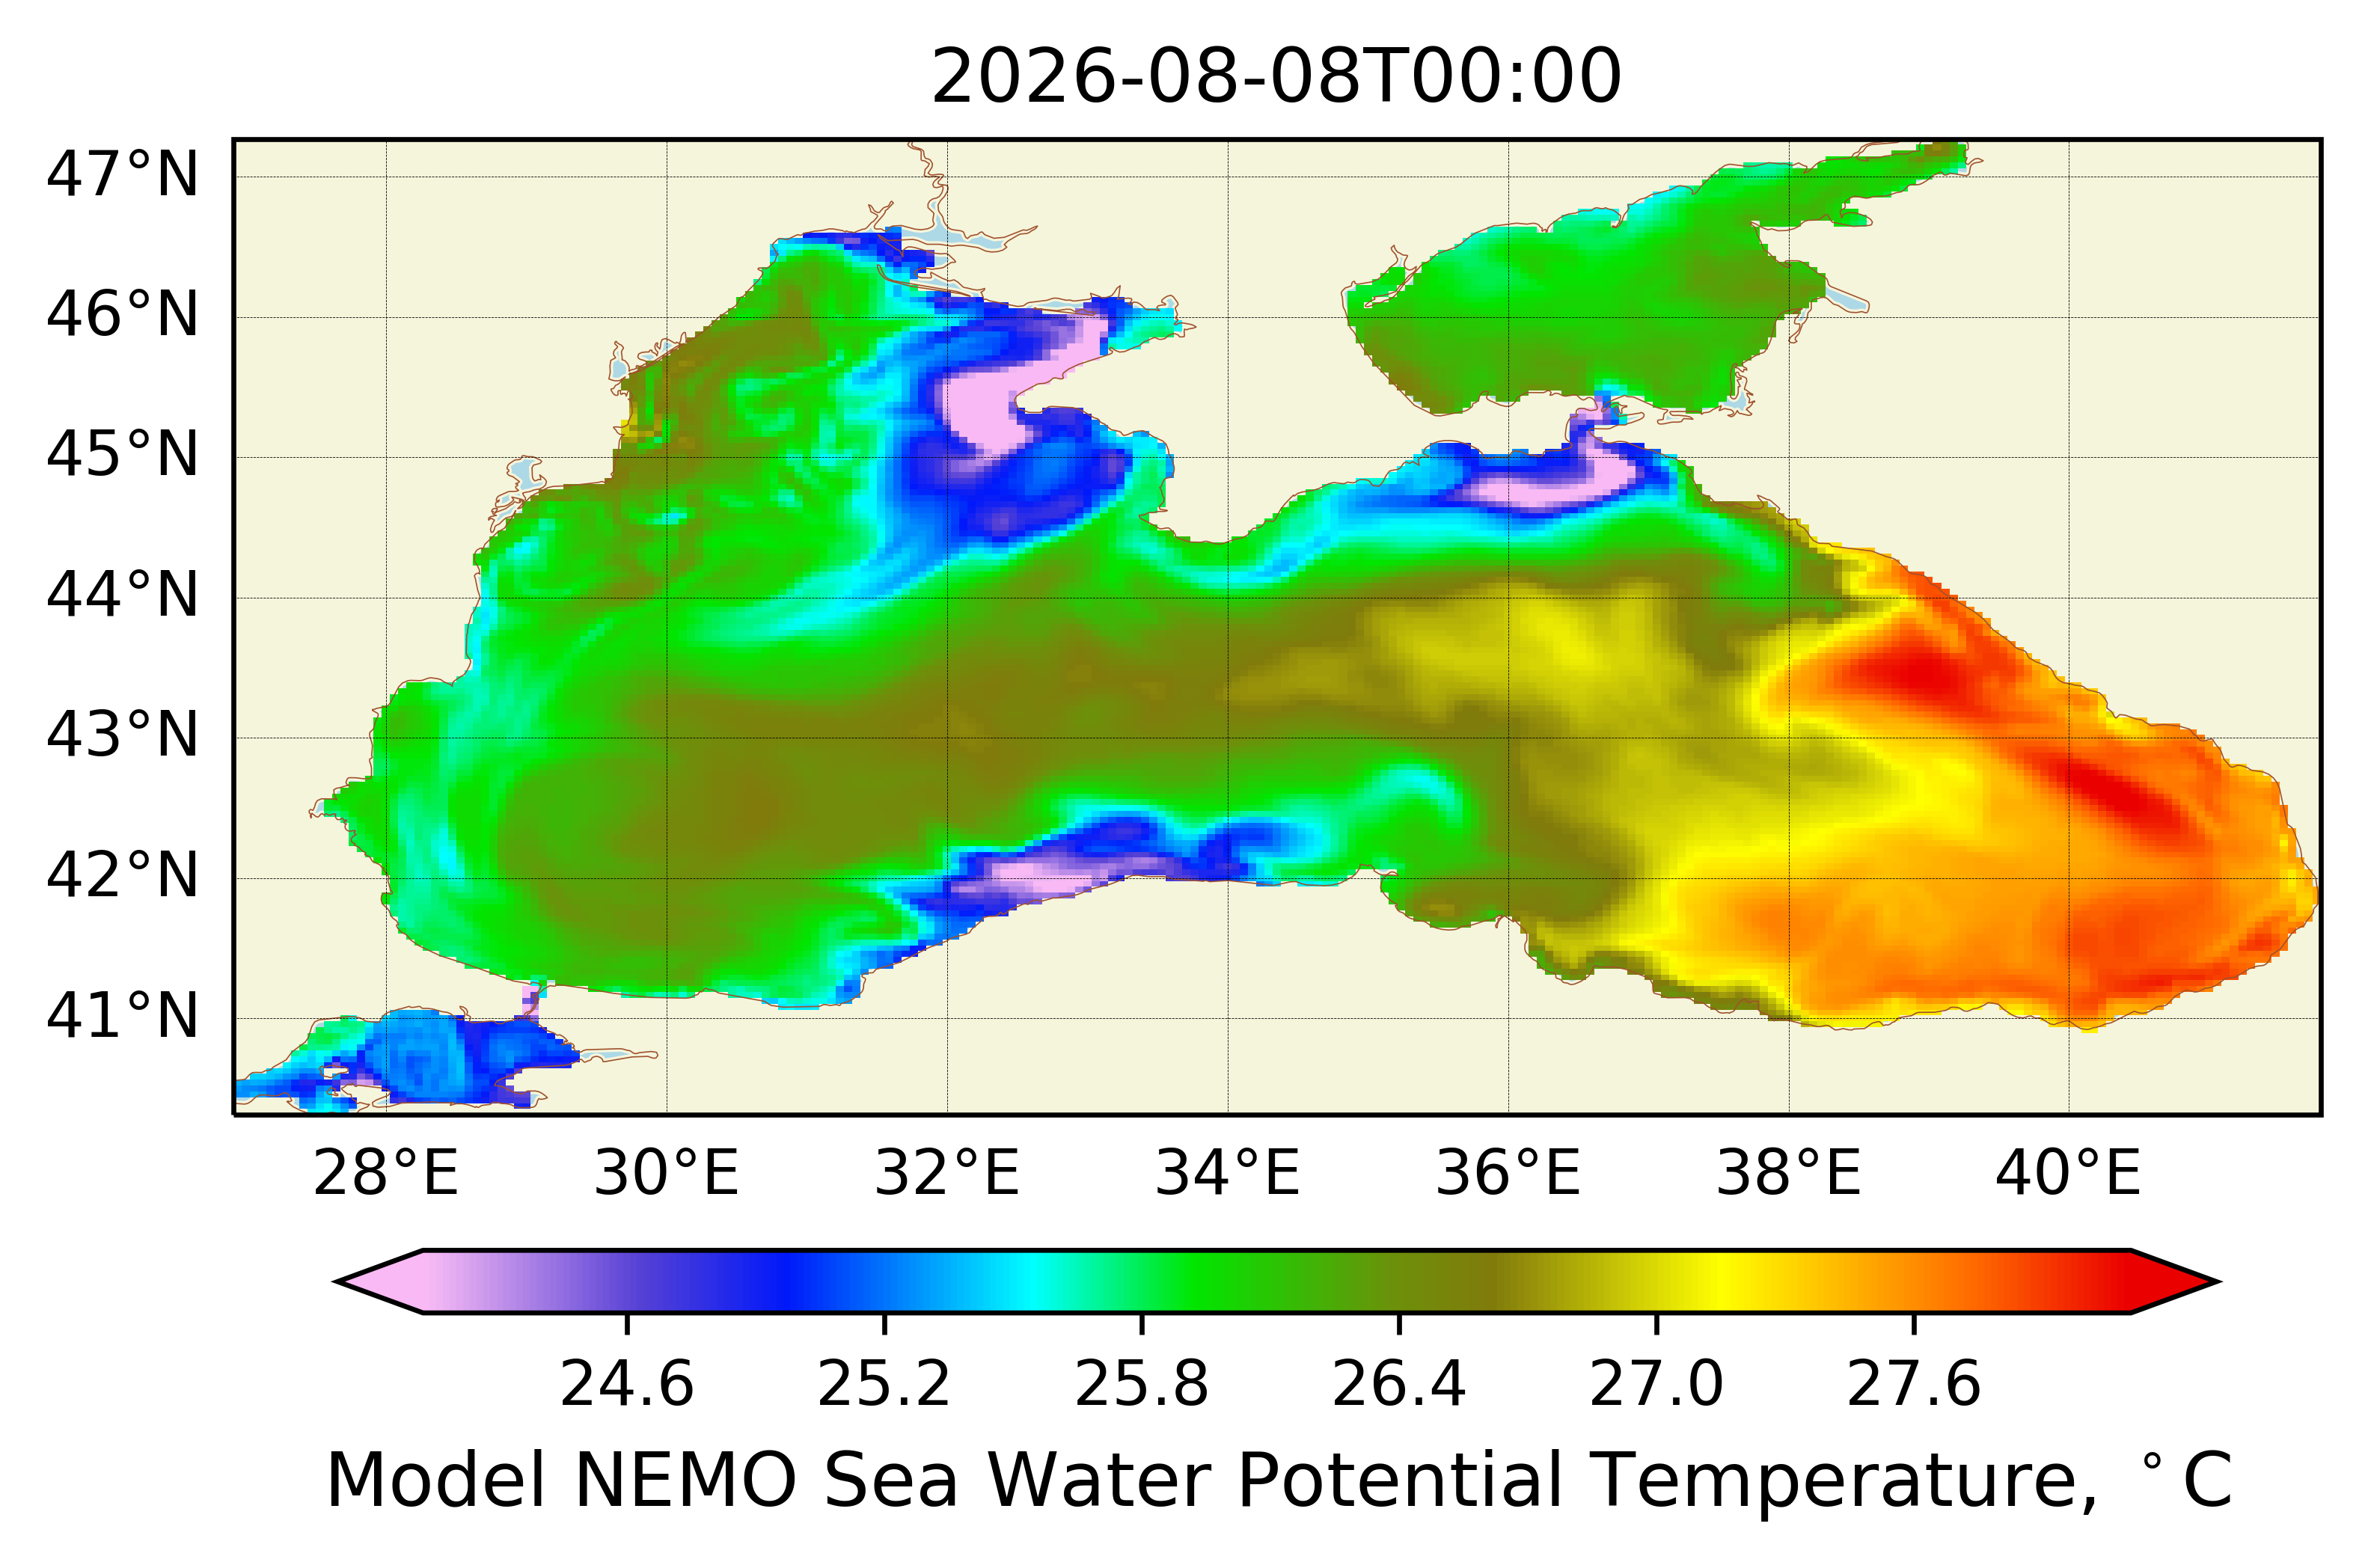 2026-08-08T00:00
47°N
46°N
45°N
44°N
43°N
42°N
41°N
28°E 30°E 32°E 34°E 36°E 38°E 40°E
24.6 25.2 25.8 26.4 27.0 27.6
Model NEMO Sea Water Potential Temperature, °C